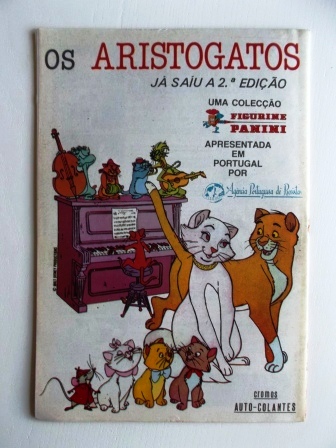 OS ARISTOGATOS
JÀ SAÍU A 2.ª EDIÇÃO
UMA COLECÇÃO
FIGURINE
PANINI
APRESENTADA
EM
PORTUGAL
POR
Agência Portuguesa de Revistas
cromos
AUTO-COLANTES